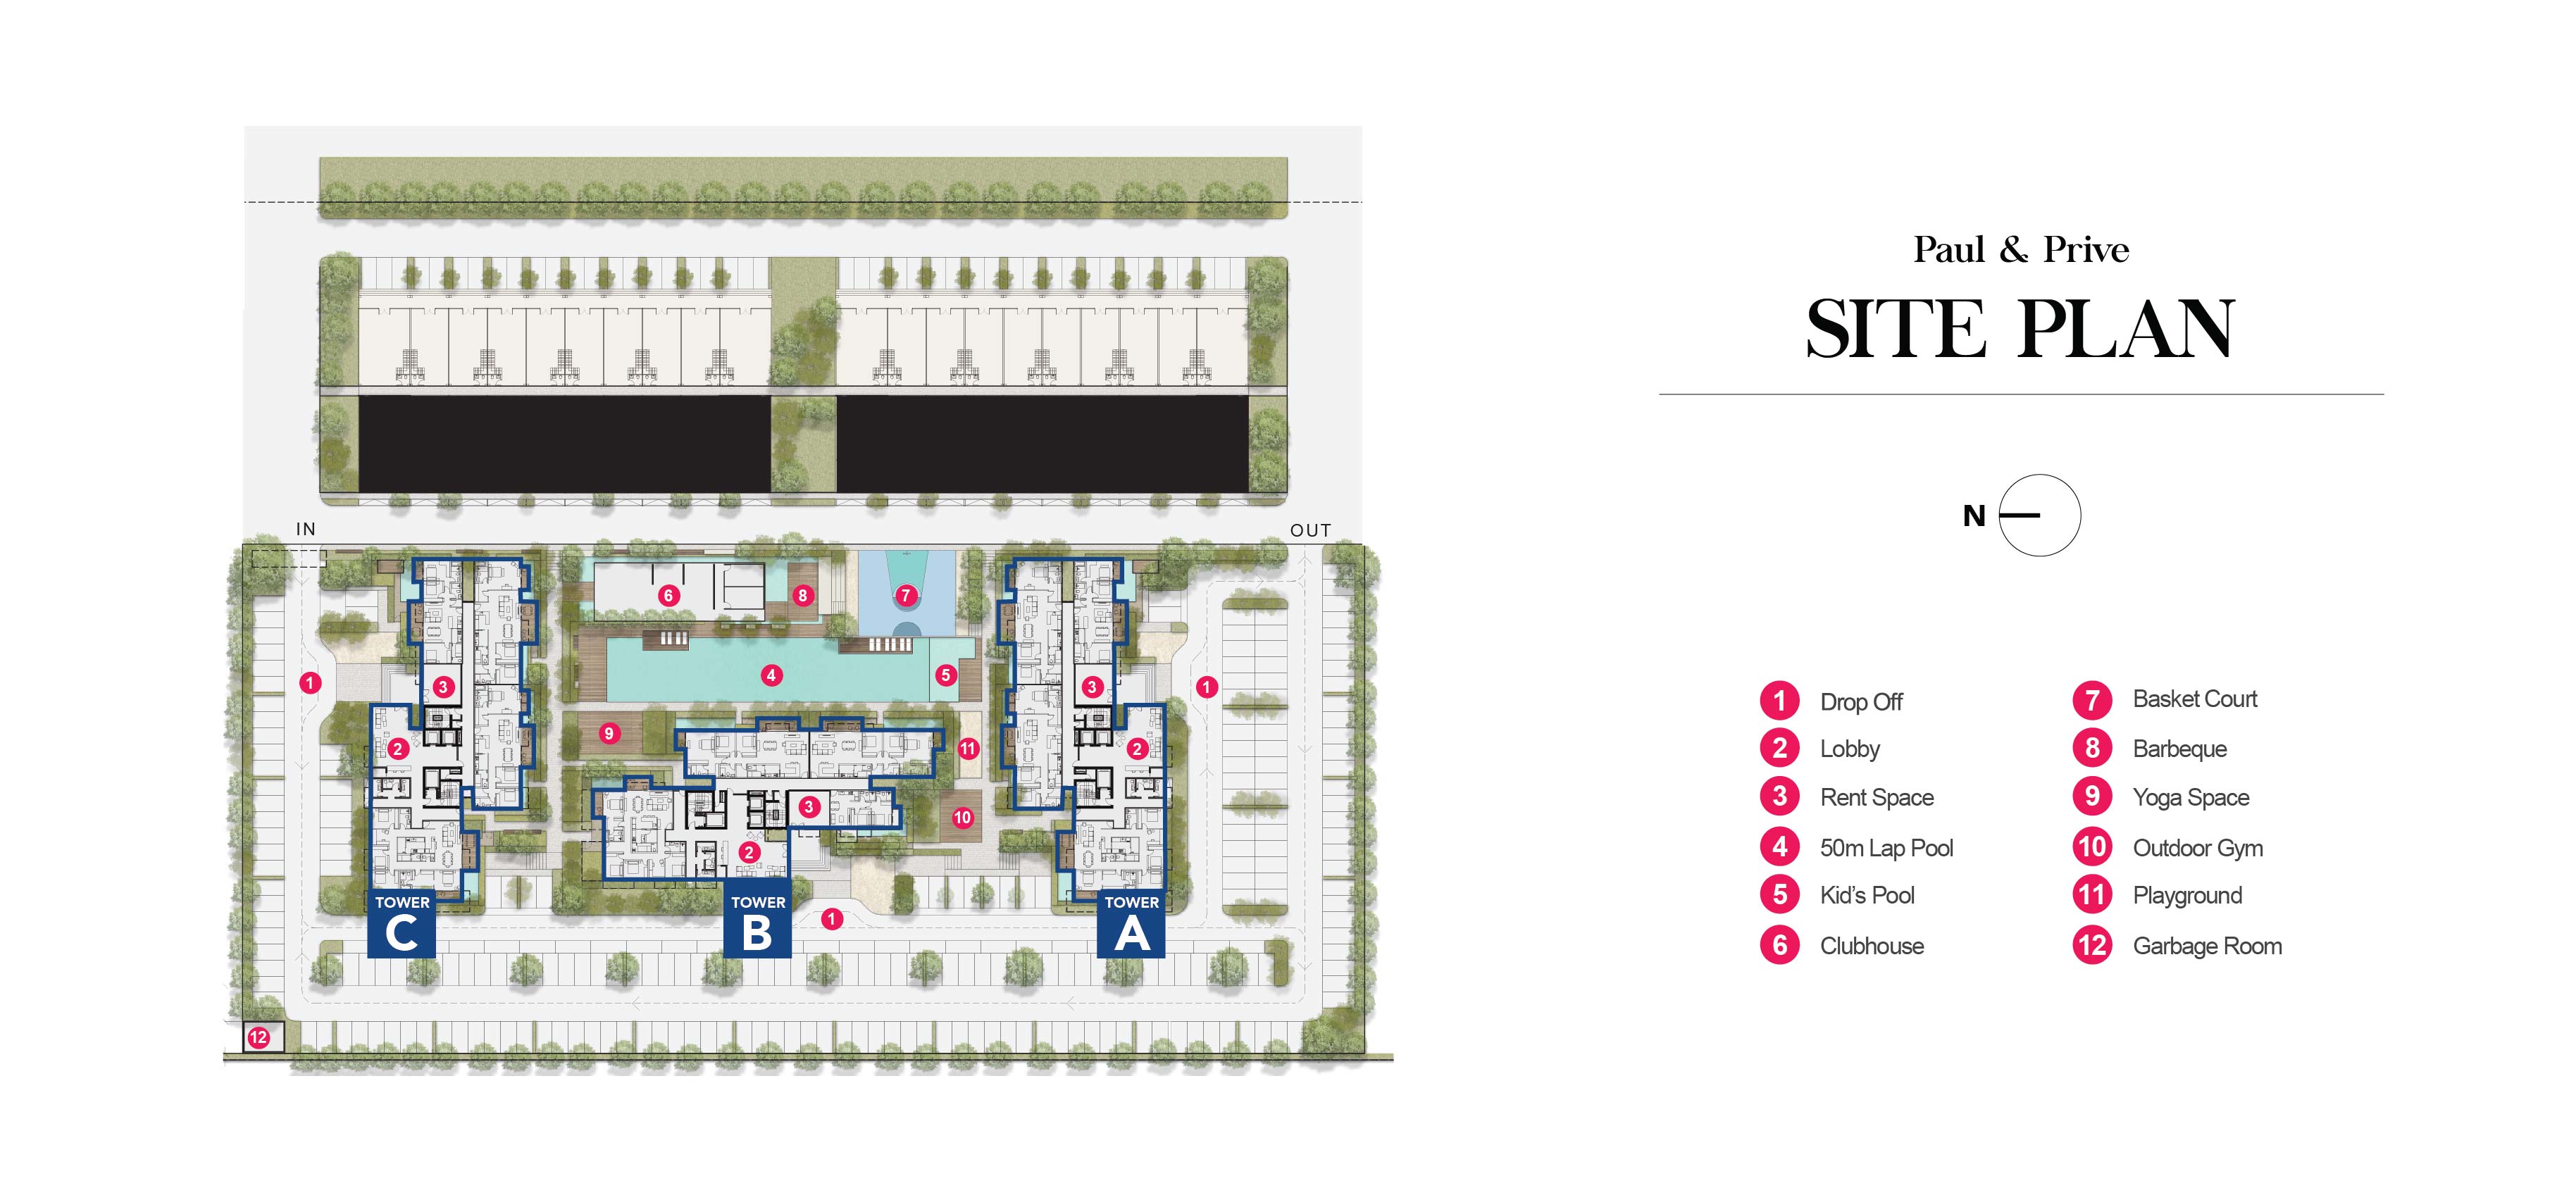 Paul & Prive
SITE PLAN
N
IN
OUT
6
8
7
1
3
4
5
3
1
2
9
11
2
3
10
2
1
TOWER
C
TOWER
B
TOWER
A
12
1 Drop Off
2 Lobby
3 Rent Space
4 50m Lap Pool
5 Kid's Pool
6 Clubhouse
7 Basket Court
8 Barbeque
9 Yoga Space
10 Outdoor Gym
11 Playground
12 Garbage Room